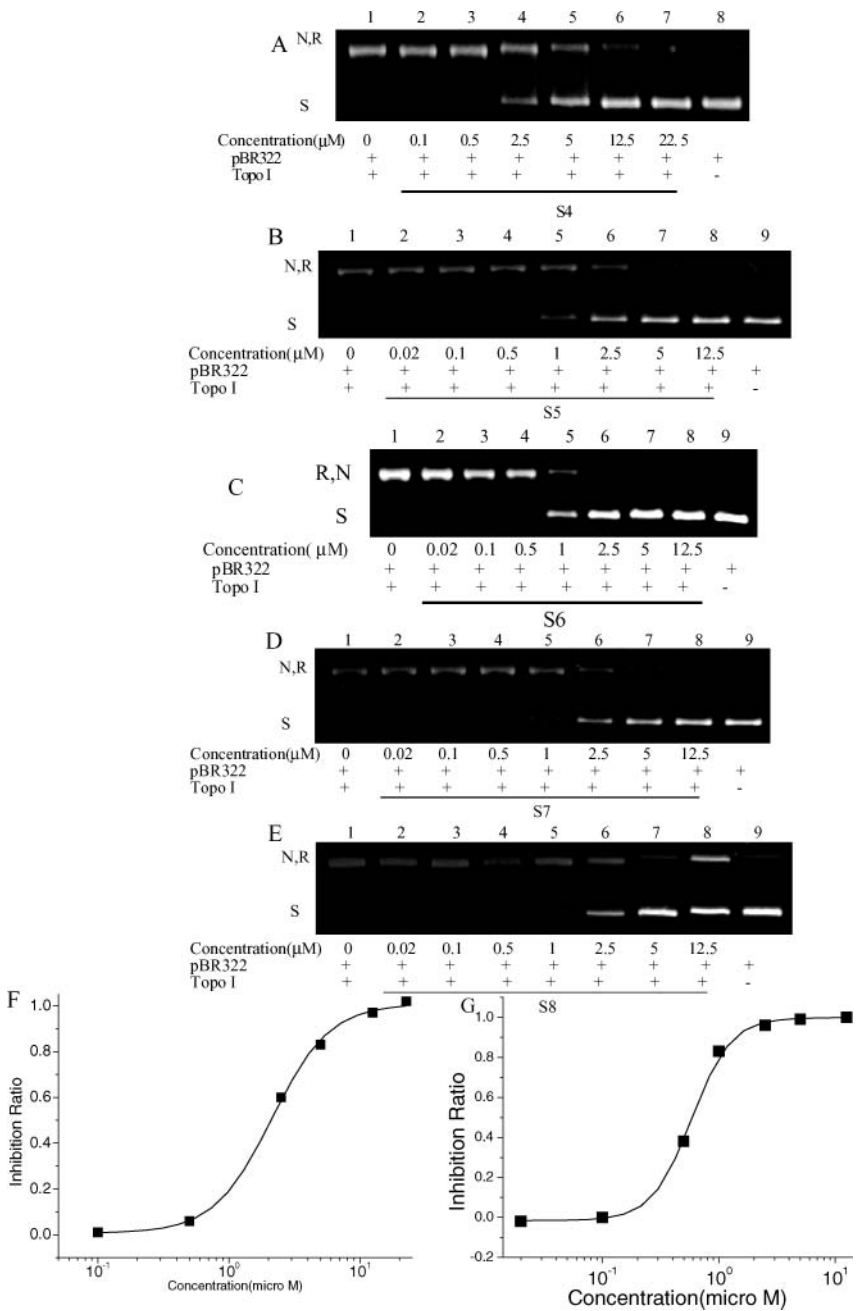 1 2 3 4 5 6 7 8
A N,R
S
Concentration(μM) 0 0.1 0.5 2.5 5 12.5 22.5
pBR322 + + + + + + + +
Topo I + + + + + + + -
S4
B 1 2 3 4 5 6 7 8 9
N,R
S
Concentration(μM) 0 0.02 0.1 0.5 1 2.5 5 12.5
pBR322 + + + + + + + + +
Topo I + + + + + + + + -
S5
1 2 3 4 5 6 7 8 9
C R,N
S
Concentration( μM) 0 0.02 0.1 0.5 1 2.5 5 12.5
pBR322 + + + + + + + + +
Topo I + + + + + + + + -
S6
D 1 2 3 4 5 6 7 8 9
N,R
S
Concentration(μM) 0 0.02 0.1 0.5 1 2.5 5 12.5
pBR322 + + + + + + + + +
Topo I + + + + + + + + -
S7
E 1 2 3 4 5 6 7 8 9
N,R
S
Concentration(μM) 0 0.02 0.1 0.5 1 2.5 5 12.5
pBR322 + + + + + + + + +
Topo I + + + + + + + + -
S8
F
1.0
0.8
0.6
0.4
0.2
0.0
Inhibition Ratio
10⁻¹ 10⁰ 10¹
Concentration(micro M)
G
1.0
0.8
0.6
0.4
0.2
0.0
-0.2
Inhibition Ratio
10⁻¹ 10⁰ 10¹
Concentration(micro M)